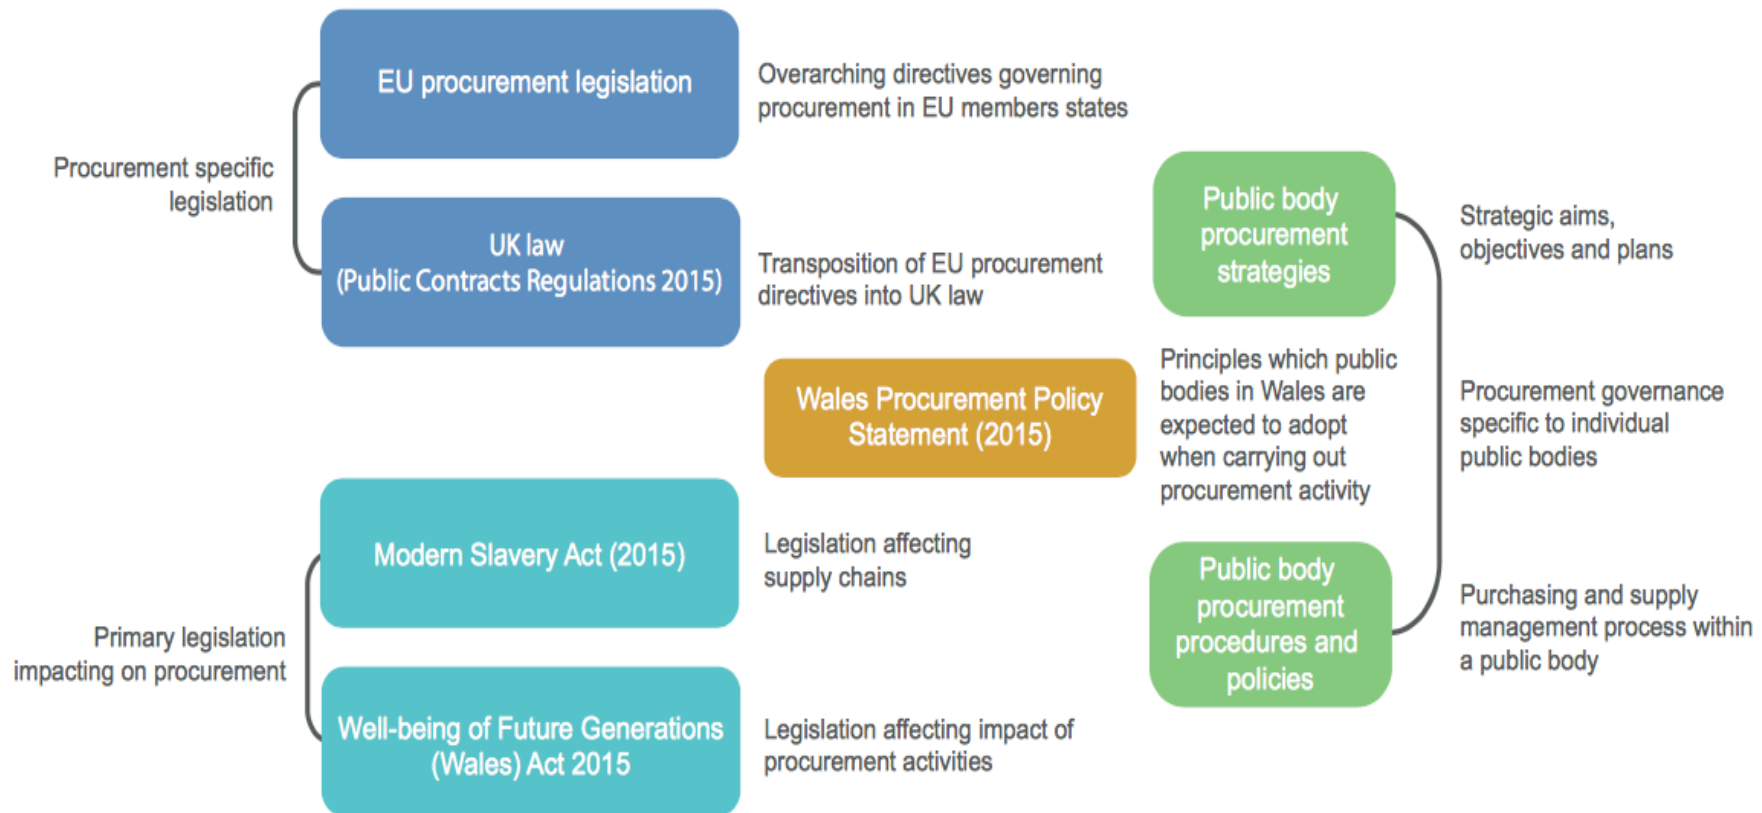 EU procurement legislation
Overarching directives governing
procurement in EU members states
Procurement specific
legislation
UK law
(Public Contracts Regulations 2015)
Transposition of EU procurement
directives into UK law
Wales Procurement Policy
Statement (2015)
Principles which public
bodies in Wales are
expected to adopt
when carrying out
procurement activity
Modern Slavery Act (2015)
Legislation affecting
supply chains
Primary legislation
impacting on procurement
Well-being of Future Generations
(Wales) Act 2015
Legislation affecting impact of
procurement activities
Public body
procurement
strategies
Strategic aims,
objectives and plans
Procurement governance
specific to individual
public bodies
Public body
procurement
procedures and
policies
Purchasing and supply
management process within
a public body